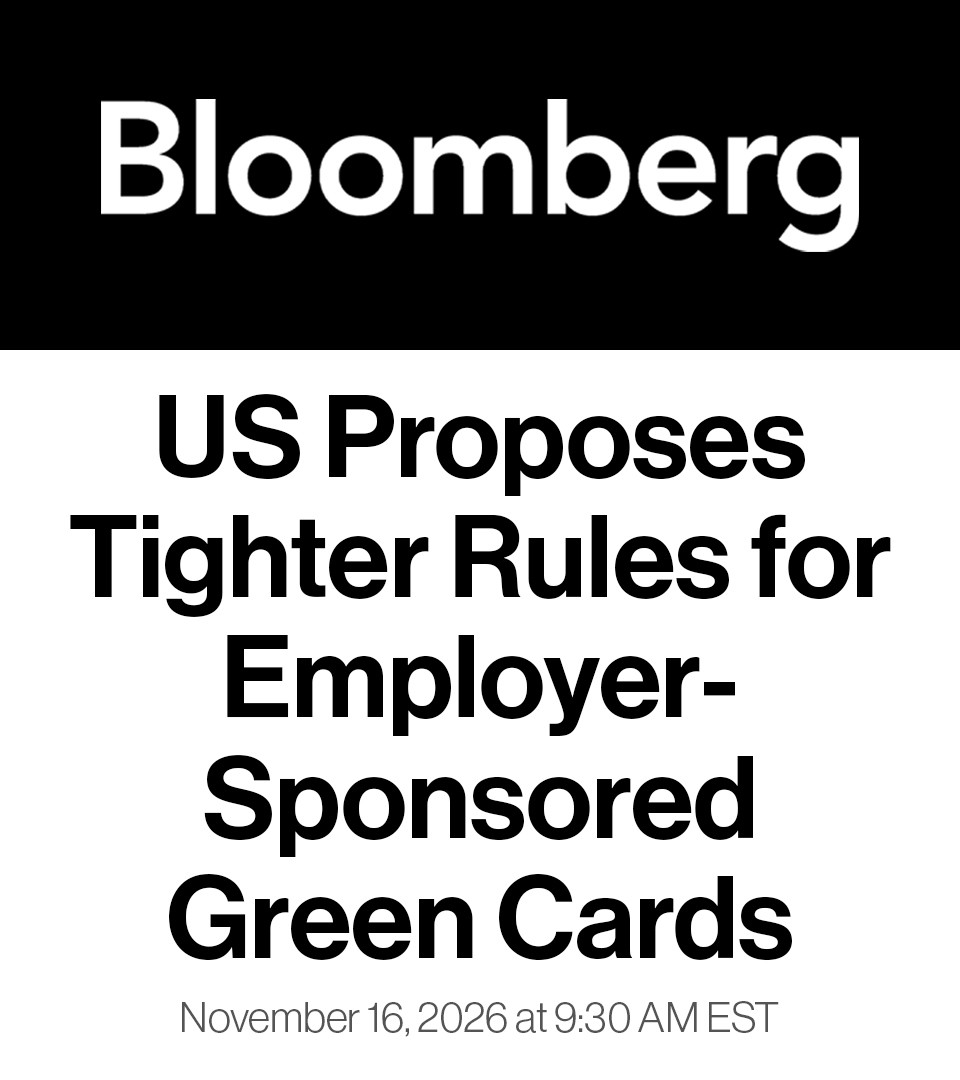 Bloomberg
US Proposes
Tighter Rules for
Employer-
Sponsored
Green Cards
November 16, 2026 at 9:30 AM EST